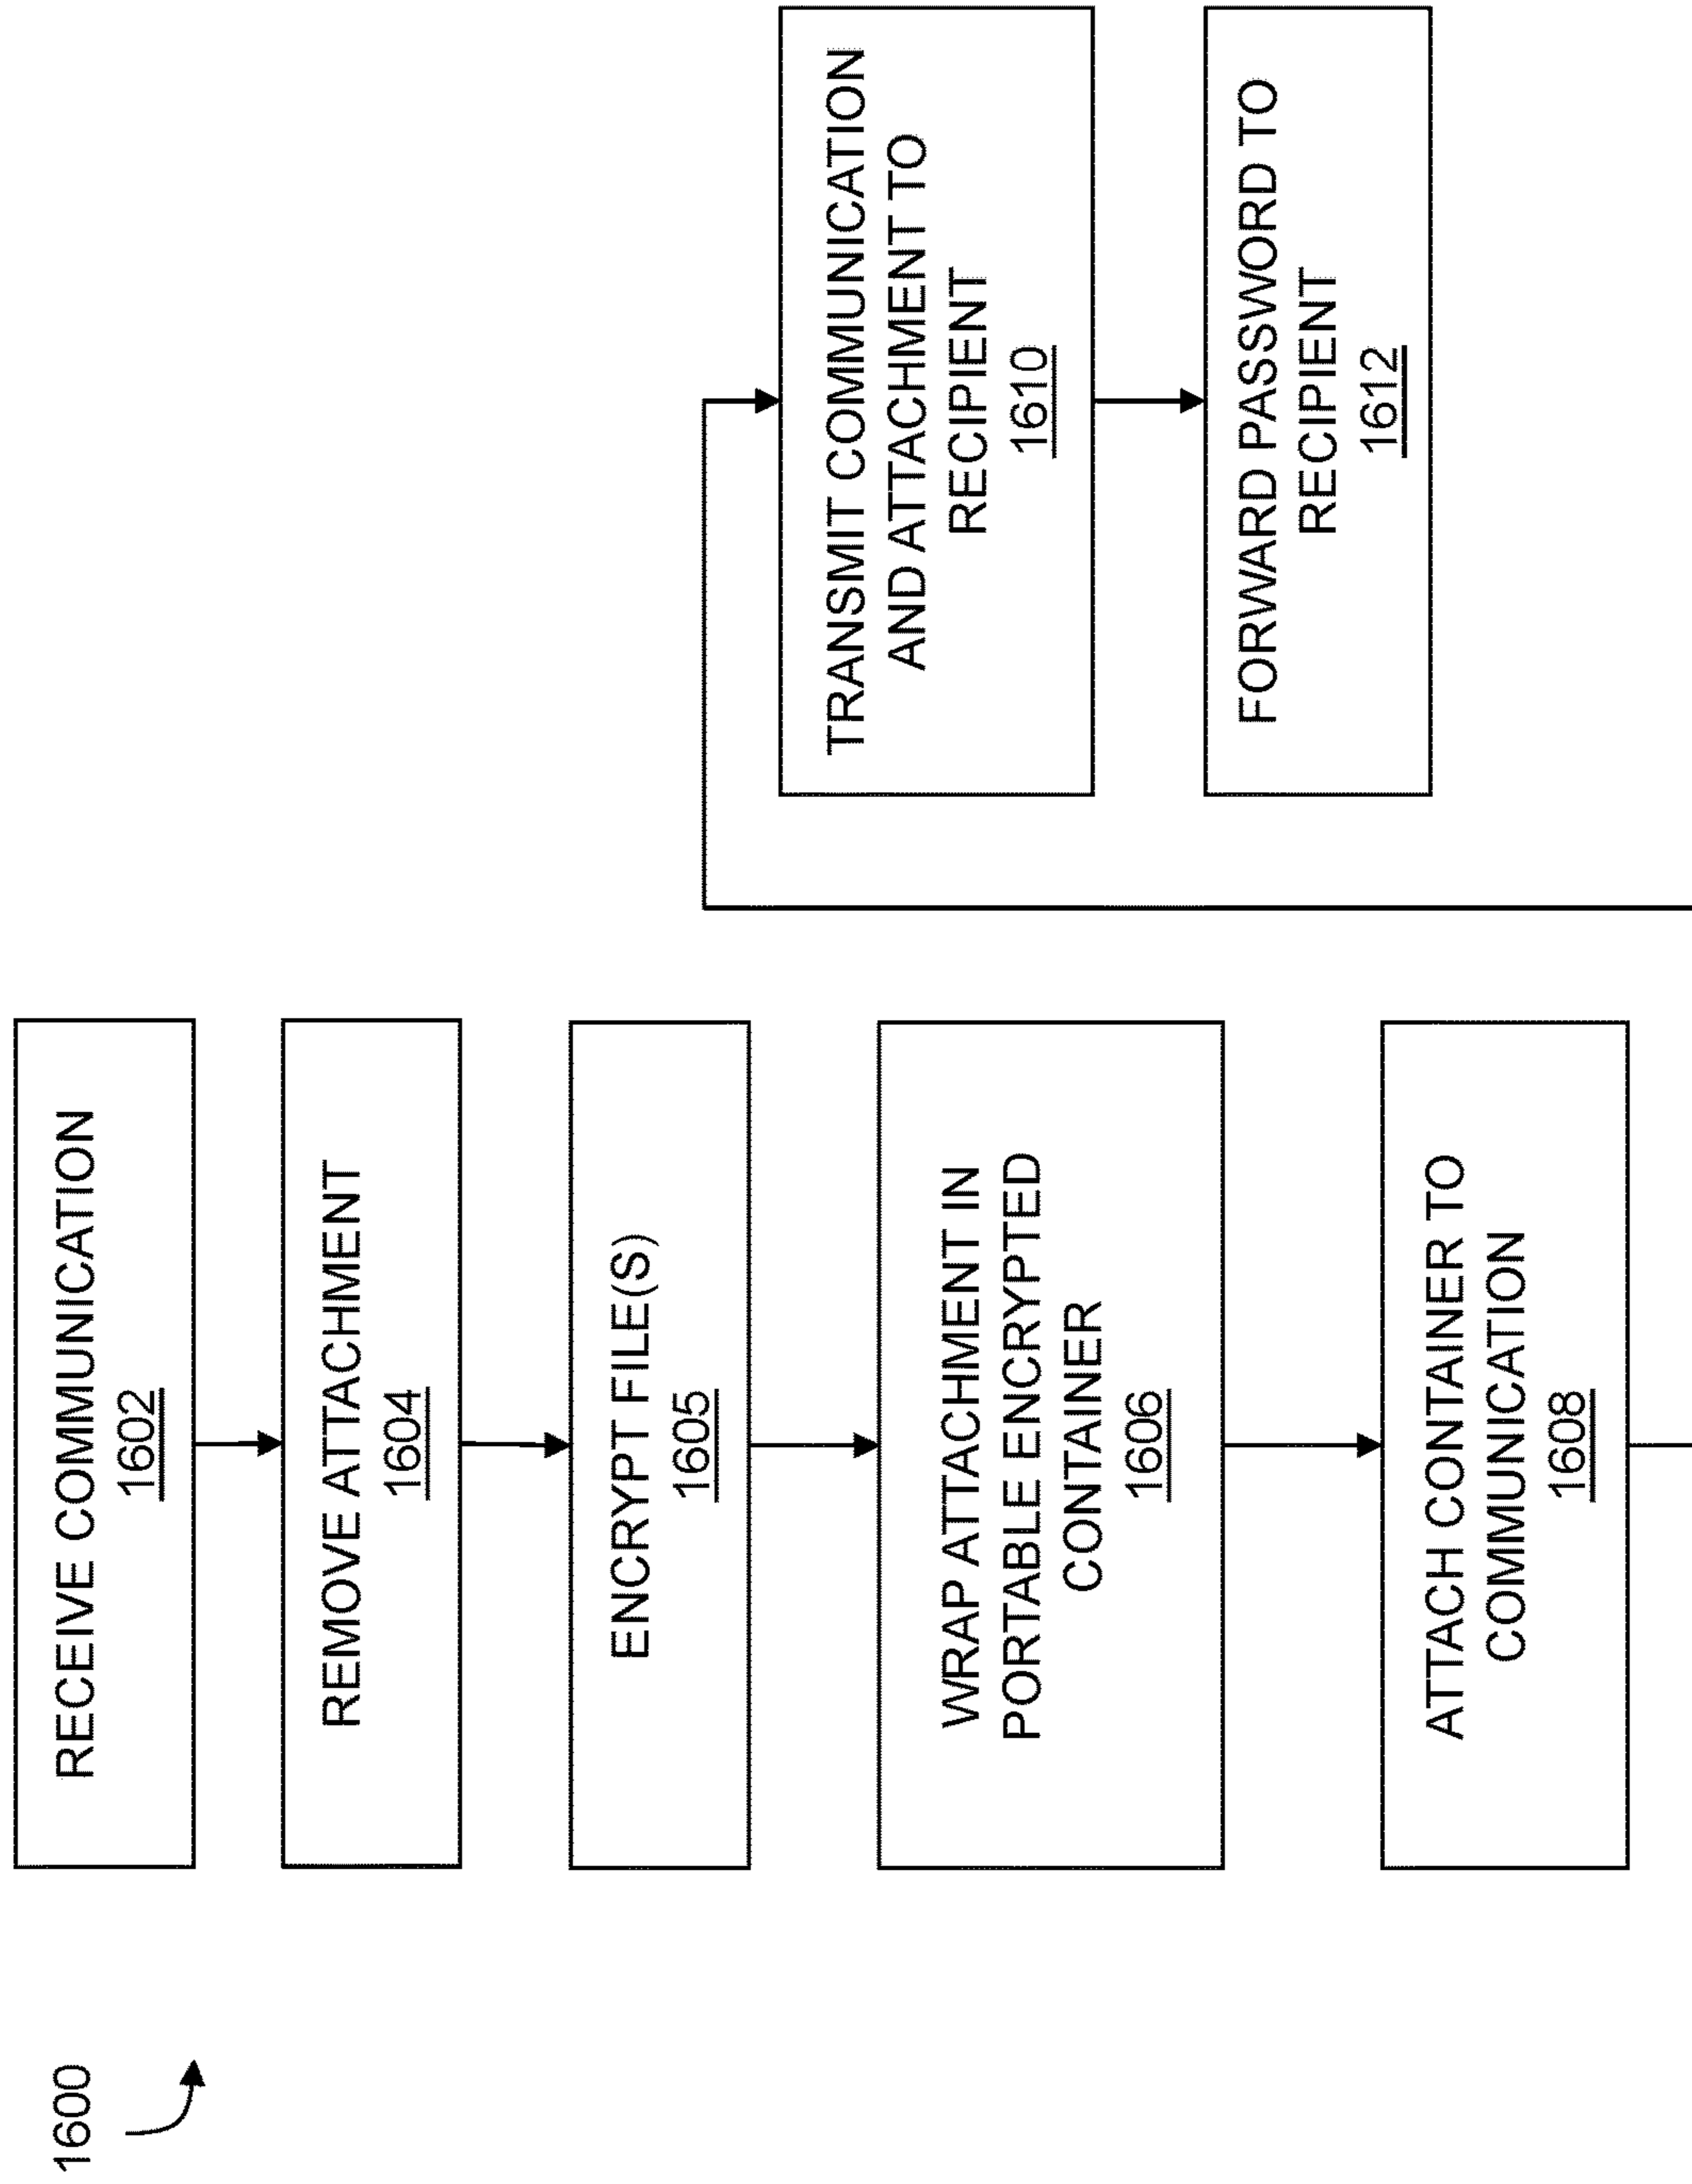 1600
RECEIVE COMMUNICATION
1602
REMOVE ATTACHMENT
1604
ENCRYPT FILE(S)
1605
WRAP ATTACHMENT IN
PORTABLE ENCRYPTED
CONTAINER
1606
ATTACH CONTAINER TO
COMMUNICATION
1608
TRANSMIT COMMUNICATION
AND ATTACHMENT TO
RECIPIENT
1610
FORWARD PASSWORD TO
RECIPIENT
1612